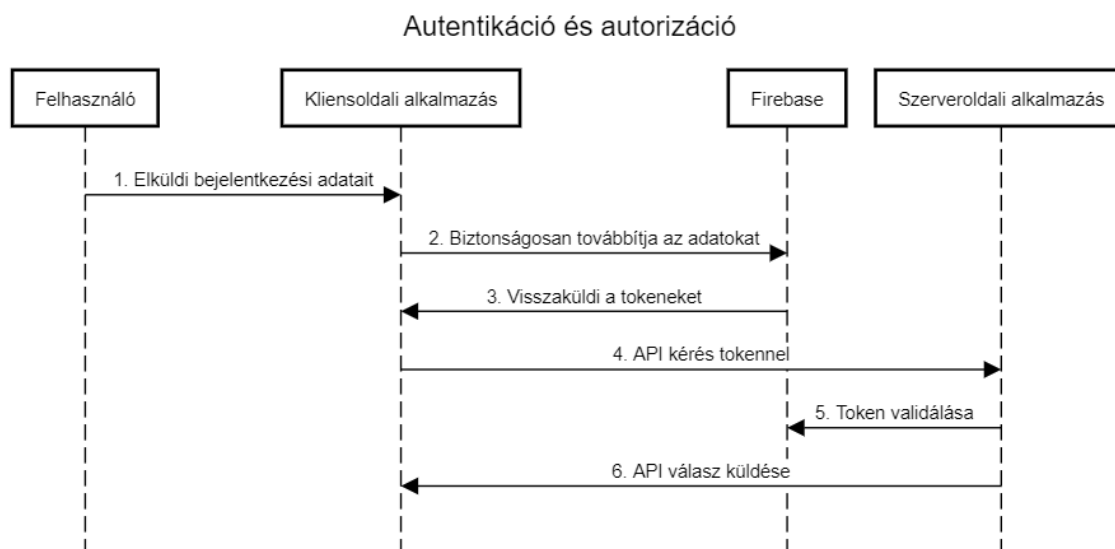 Autentikáció és autorizáció
Felhasználó
Kliensoldali alkalmazás
Firebase
Szerveroldali alkalmazás
1. Elküldi bejelentkezési adatait
2. Biztonságosan továbbítja az adatokat
3. Visszaküldi a tokeneket
4. API kérés tokennel
5. Token validálása
6. API válasz küldése